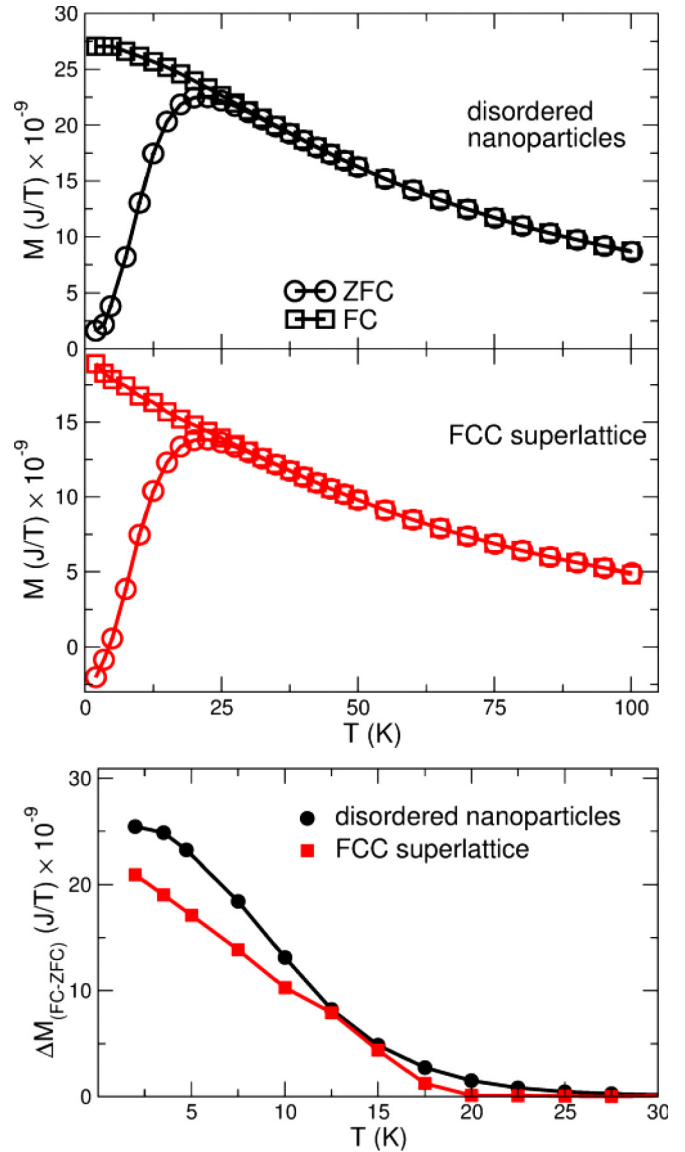 30
25
20
15
10
5
0
M (J/T) × 10⁻⁹
disordered
nanoparticles
ZFC
FC
15
10
5
0
M (J/T) × 10⁻⁹
FCC superlattice
0 25 50 75 100
T (K)
30
20
10
0
ΔM(FC-ZFC) (J/T) × 10⁻⁹
disordered nanoparticles
FCC superlattice
5 10 15 20 25 30
T (K)